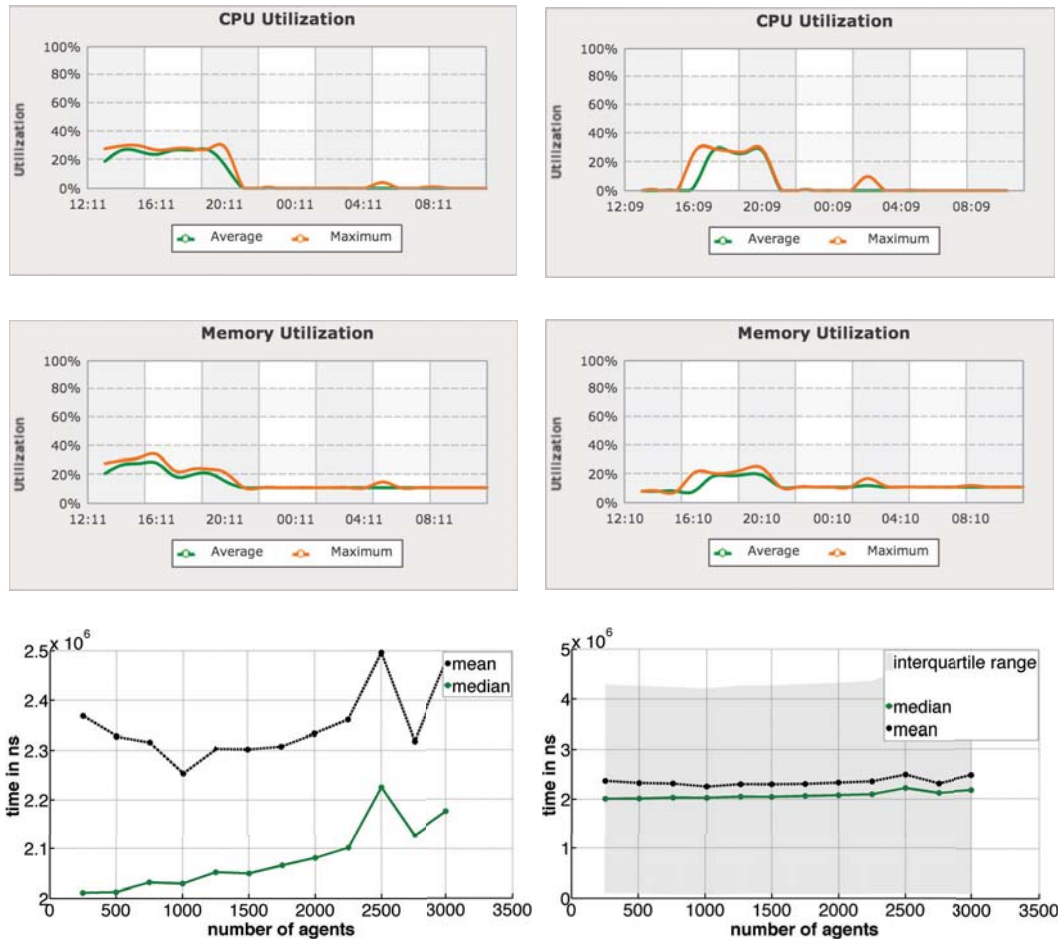 CPU Utilization
Utilization
100%
80%
60%
40%
20%
0%
12:11 16:11 20:11 00:11 04:11 08:11
Average Maximum
CPU Utilization
Utilization
100%
80%
60%
40%
20%
0%
12:09 16:09 20:09 00:09 04:09 08:09
Average Maximum
Memory Utilization
Utilization
100%
80%
60%
40%
20%
0%
12:11 16:11 20:11 00:11 04:11 08:11
Average Maximum
Memory Utilization
Utilization
100%
80%
60%
40%
20%
0%
12:10 16:10 20:10 00:10 04:10 08:10
Average Maximum
x 10^6
2.5
2.4
2.3
2.2
2.1
2
time in ns
mean
median
0 500 1000 1500 2000 2500 3000 3500
number of agents
x 10^6
5
4
3
2
1
0
time in ns
interquartile range
median
mean
0 500 1000 1500 2000 2500 3000 3500
number of agents